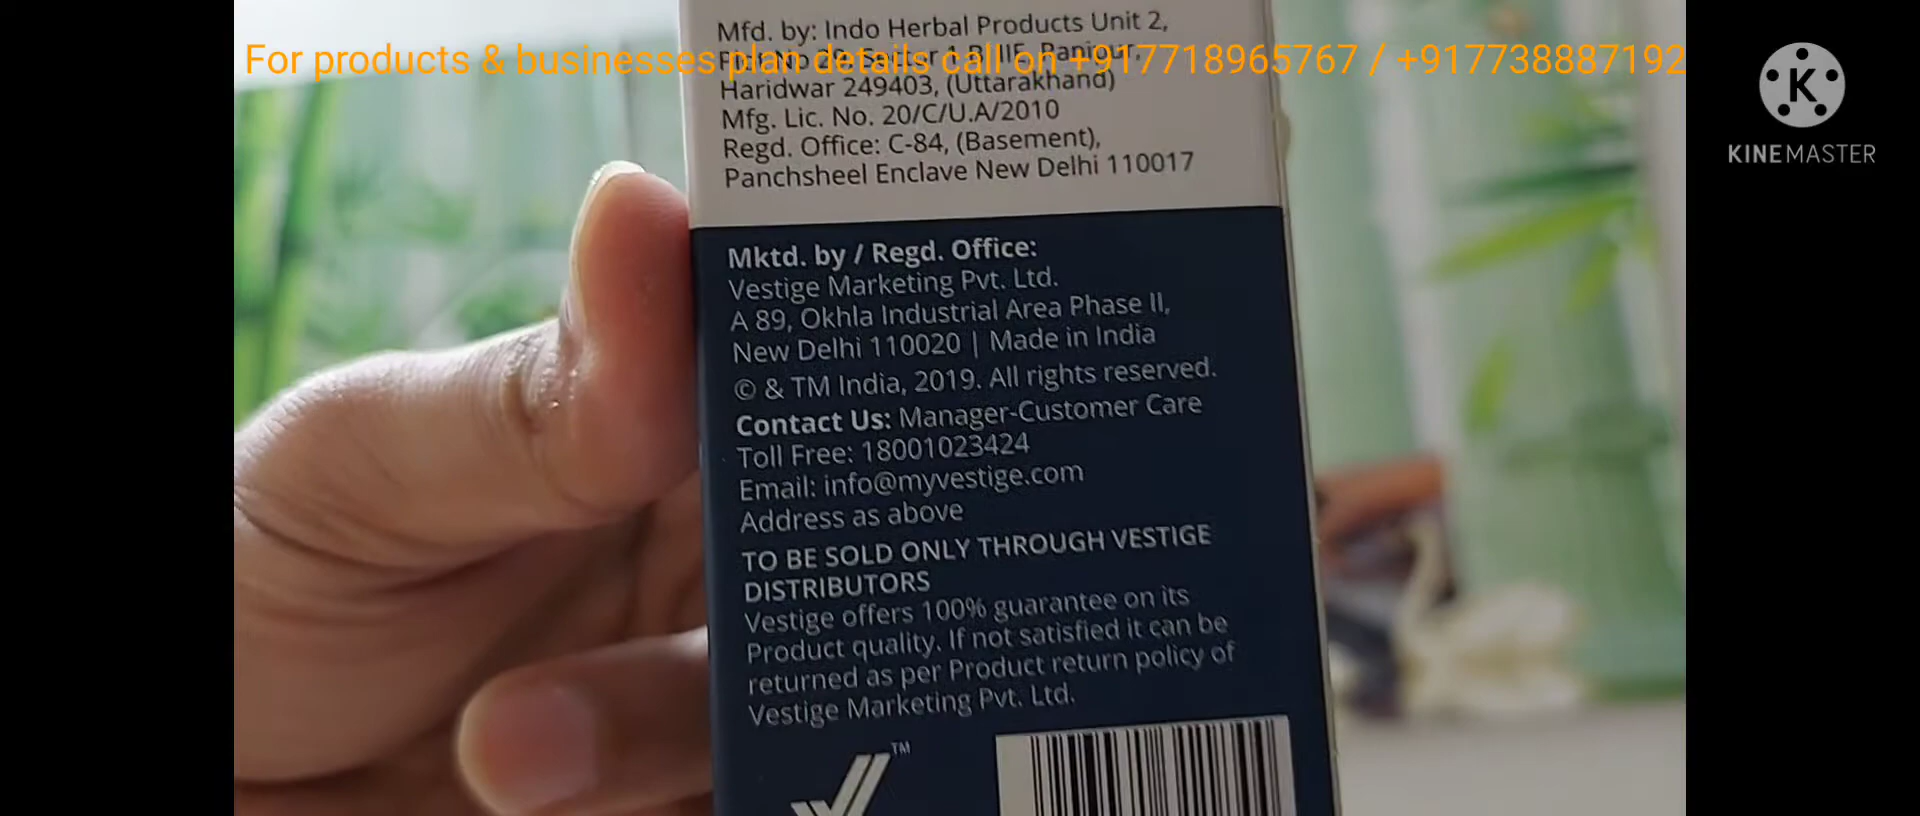 Mfd. by: Indo Herbal Products Unit 2,
For products & businesses plan details call on +917718965767 / +917738887192
Haridwar 249403, (Uttarakhand)
Mfg. Lic. No. 20/C/U.A/2010
Regd. Office: C-84, (Basement),
Panchsheel Enclave New Delhi 110017
K
KINEMASTER
Mktd. by / Regd. Office:
Vestige Marketing Pvt. Ltd.
A 89, Okhla Industrial Area Phase II,
New Delhi 110020 | Made in India
© & TM India, 2019. All rights reserved.
Contact Us: Manager-Customer Care
Toll Free: 18001023424
Email: info@myvestige.com
Address as above
TO BE SOLD ONLY THROUGH VESTIGE
DISTRIBUTORS
Vestige offers 100% guarantee on its
Product quality. If not satisfied it can be
returned as per Product return policy of
Vestige Marketing Pvt. Ltd.
TM